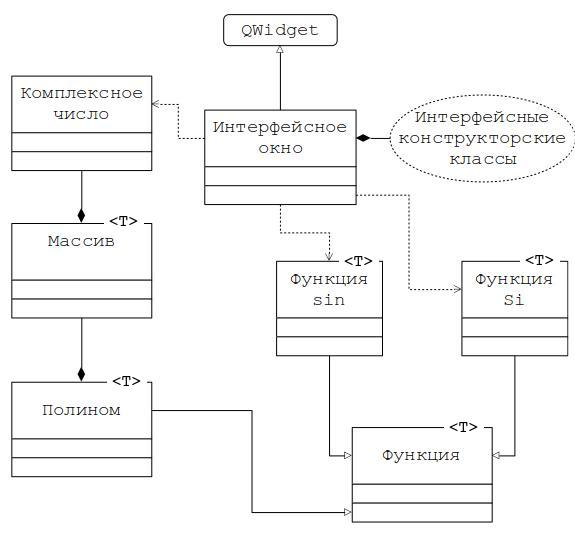 QWidget
Комплексное
число
Интерфейсное
окно
Интерфейсные
конструкторские
классы
<T>
Массив
<T>
Функция
sin
<T>
Функция
Si
<T>
Полином
<T>
Функция